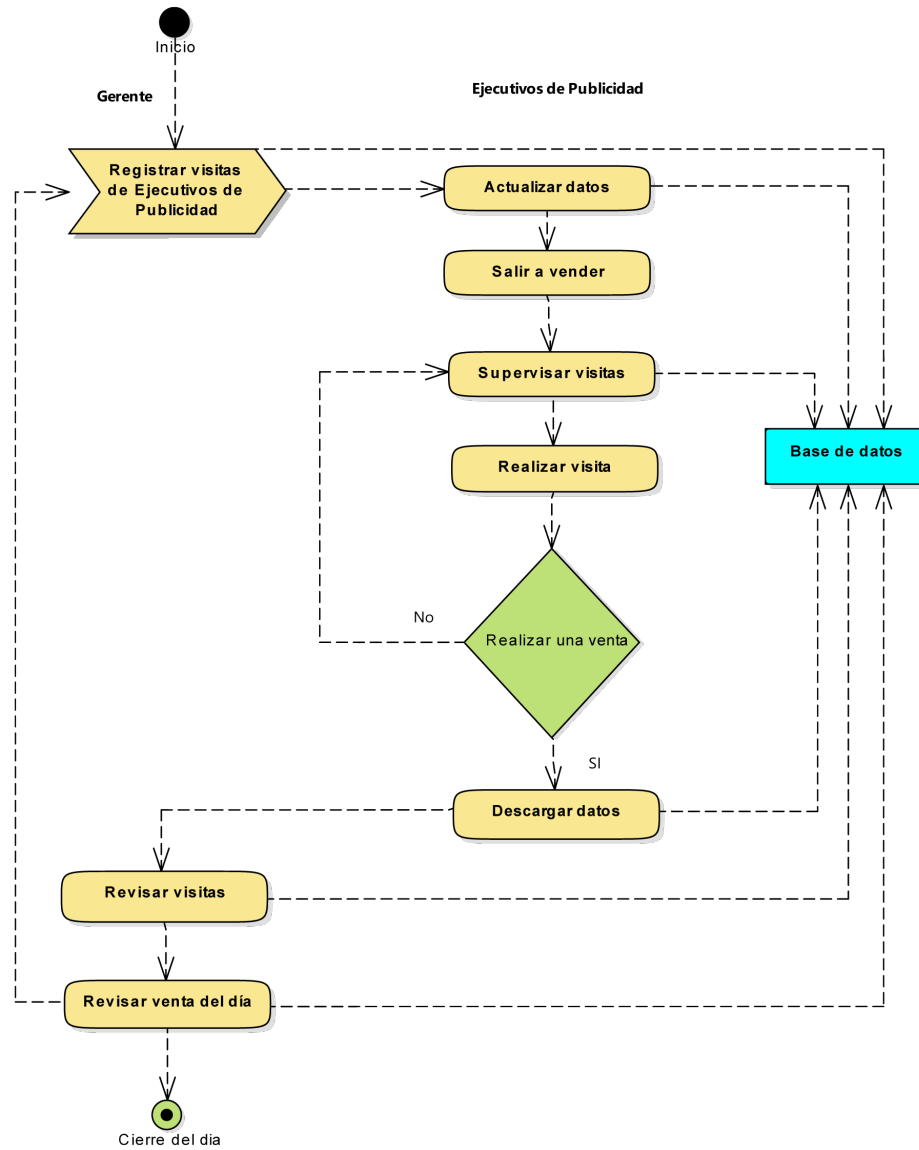 Inicio
Gerente
Ejecutivos de Publicidad
Registrar visitas
de Ejecutivos de
Publicidad
Actualizar datos
Salir a vender
Supervisar visitas
Base de datos
Realizar visita
No
Realizar una venta
SI
Descargar datos
Revisar visitas
Revisar venta del día
Cierre del dia